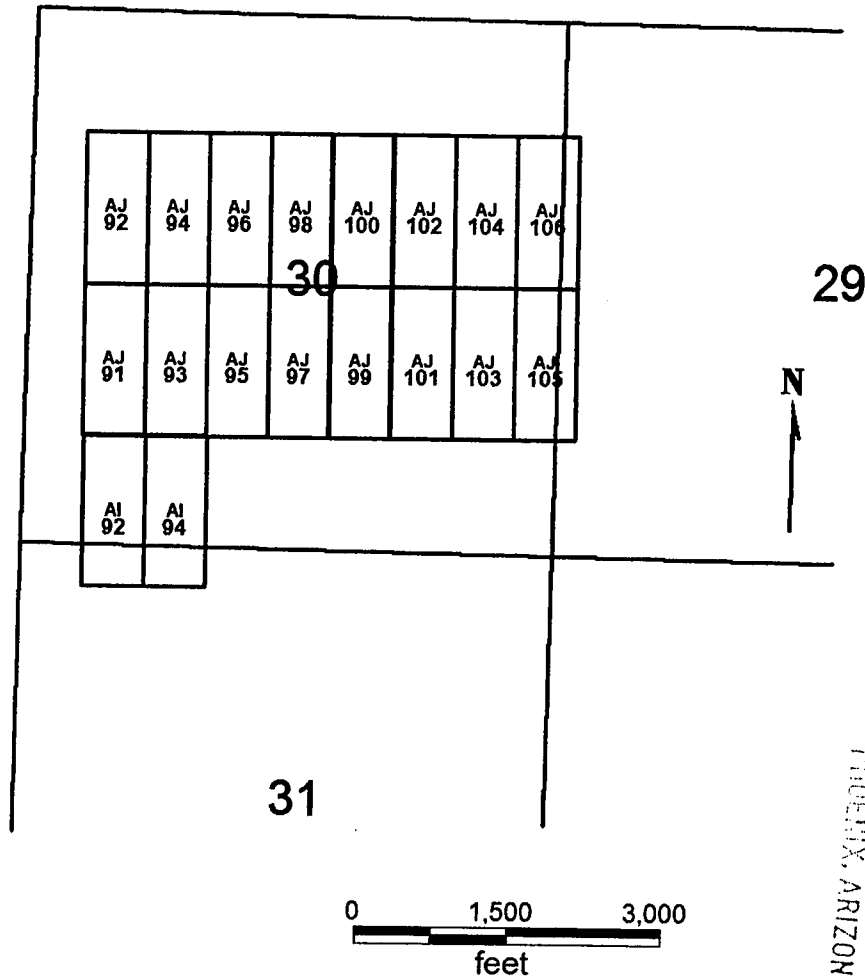 AJ 92
AJ 94
AJ 96
AJ 98
AJ 100
AJ 102
AJ 104
AJ 106
30
29
AJ 91
AJ 93
AJ 95
AJ 97
AJ 99
AJ 101
AJ 103
AJ 105
N
AI 92
AI 94
31
0 1,500 3,000
feet
ARIZON